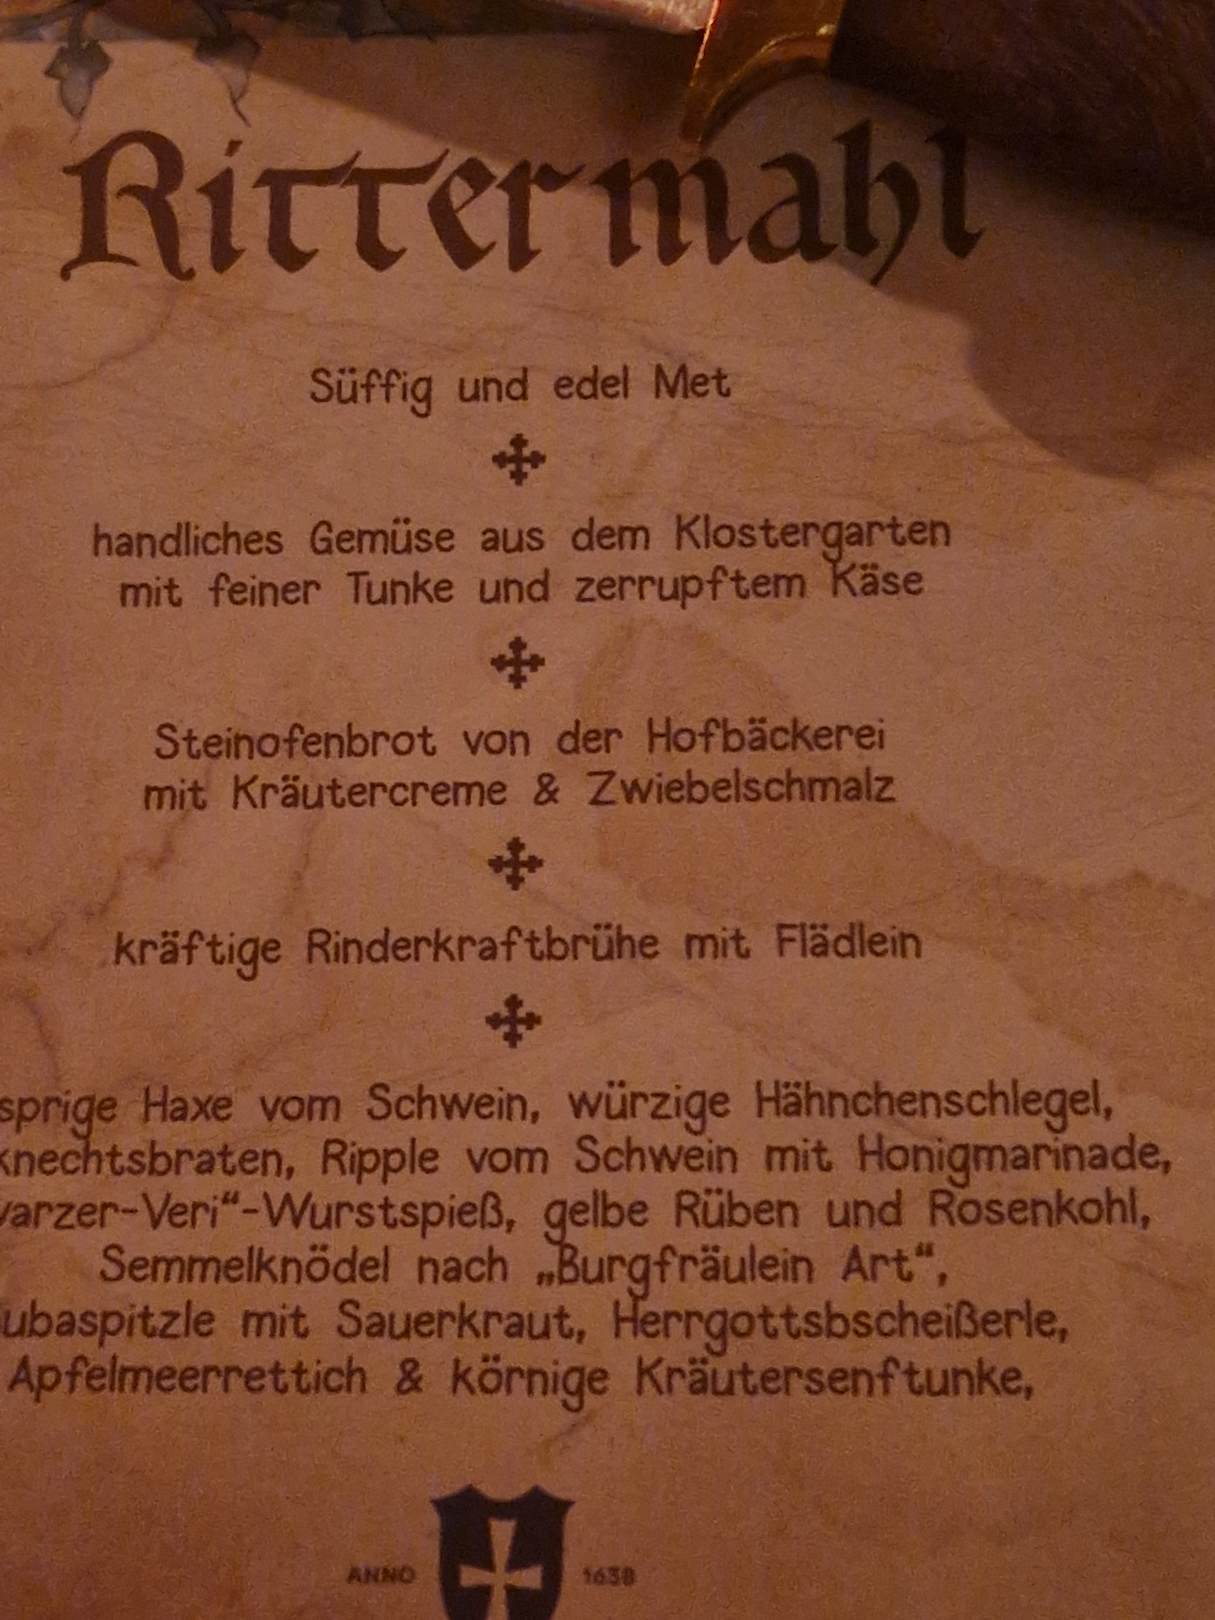 Rittermahl
Süffig und edel Met
handliches Gemüse aus dem Klostergarten
mit feiner Tunke und zerrupftem Käse
Steinofenbrot von der Hofbäckerei
mit Kräutercreme & Zwiebelschmalz
kräftige Rinderkraftbrühe mit Flädlein
sprige Haxe vom Schwein, würzige Hähnchenschlegel,
knechtsbraten, Ripple vom Schwein mit Honigmarinade,
warzer-Veri“-Wurstspieß, gelbe Rüben und Rosenkohl,
Semmelknödel nach „Burgfräulein Art“,
ubaspitzle mit Sauerkraut, Herrgottsbscheißerle,
Apfelmeerrettich & körnige Kräutersenftunke,
ANNO 1638